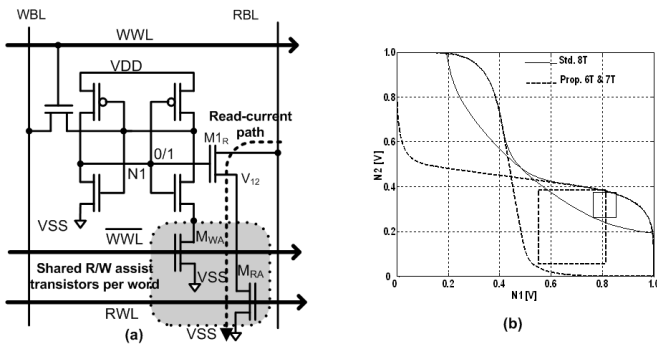 WBL
RBL
WWL
VDD
Read-current
path
M1R
0/1
N1
V12
VSS
WWL
MWA
Shared R/W assist
transistors per word
VSS
MRA
RWL
VSS
(a)
Std. 8T
Prop. 6T & 7T
N2 [V]
1.0
0.8
0.6
0.4
0.2
0
0 0.2 0.4 0.6 0.8 1.0
N1 [V]
(b)